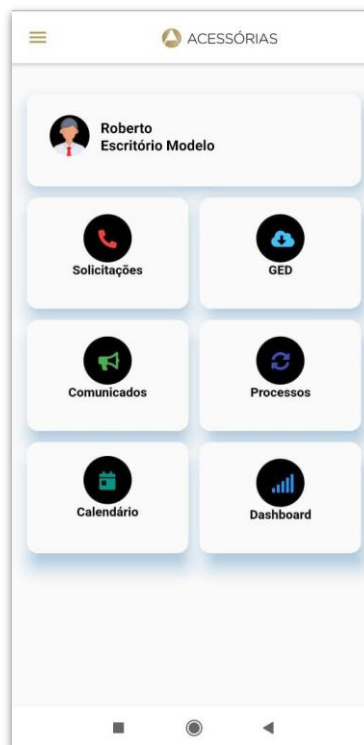 ACESSÓRIAS
Roberto
Escritório Modelo
Solicitações
GED
Comunicados
Processos
Calendário
Dashboard